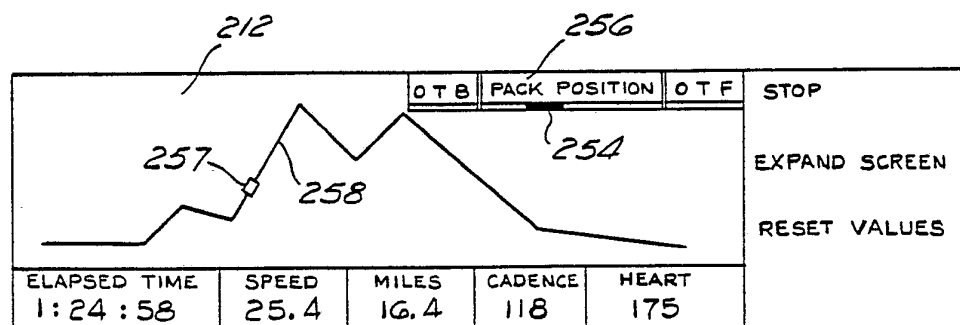 212
256
OTB PACK POSITION OTF
STOP
254
257
258
EXPAND SCREEN
RESET VALUES
ELAPSED TIME SPEED MILES CADENCE HEART
1:24:58 25.4 16.4 118 175